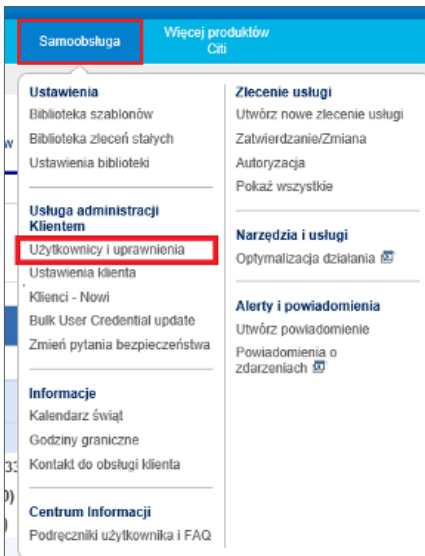 Samoobsługa
Więcej produktów
Citi
Ustawienia
Biblioteka szablonów
Biblioteka zleceń stałych
Ustawienia biblioteki
Usługa administracji
Klientem
Użytkownicy i uprawnienia
Ustawienia klienta
Klienci - Nowi
Bulk User Credential update
Zmień pytania bezpieczeństwa
Informacje
Kalendarz świąt
Godziny graniczne
Kontakt do obsługi klienta
Centrum Informacji
Podręczniki użytkownika i FAQ
Zlecenie usługi
Utwórz nowe zlecenie usługi
Zatwierdzanie/Zmiana
Autoryzacja
Pokaż wszystkie
Narzędzia i usługi
Optymalizacja działania
Alerty i powiadomienia
Utwórz powiadomienie
Powiadomienia o
zdarzeniach